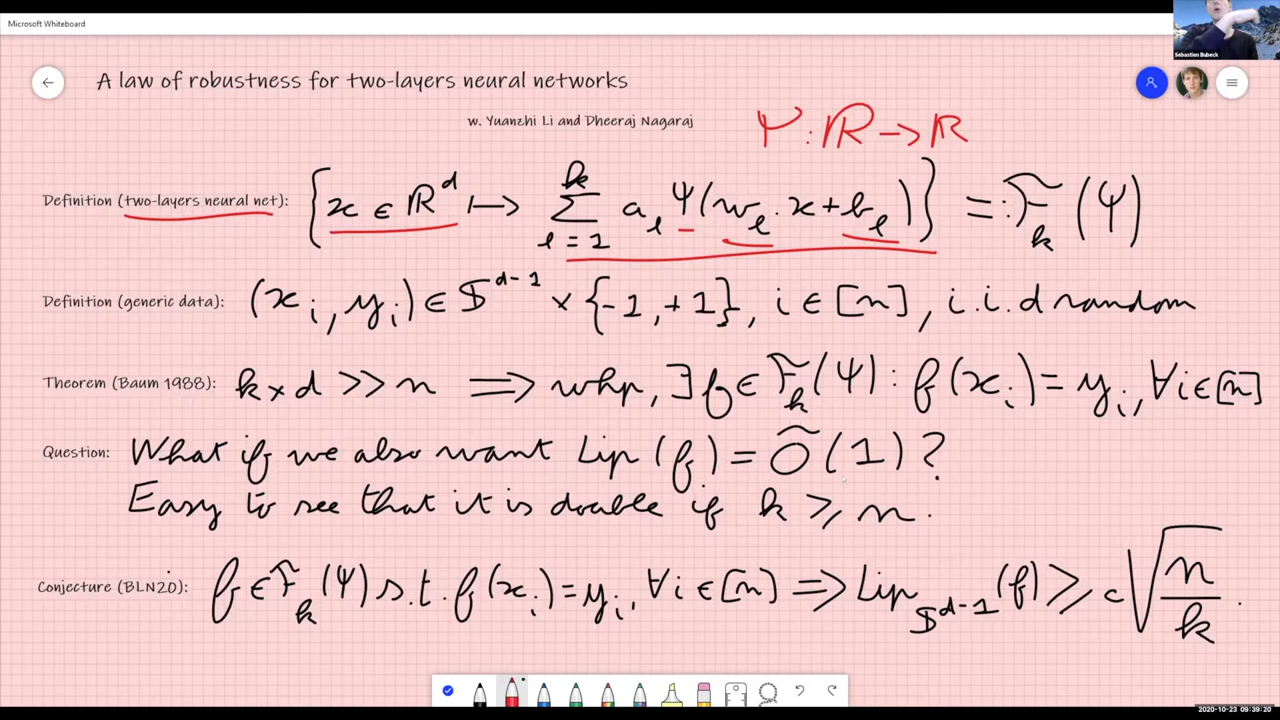 Microsoft Whiteboard
Sebastien Bubeck
A law of robustness for two-layers neural networks
w. Yuanzhi Li and Dheeraj Nagaraj
Ψ : ℝ → ℝ
Definition (two-layers neural net): { x ∈ ℝ^d ↦ ∑_{ℓ=1}^{k} a_ℓ Ψ(w_ℓ . x + b_ℓ) } =: ℱ_k (Ψ)
Definition (generic data): (x_i, y_i) ∈ 𝕊^{d-1} × {-1, +1}, i ∈ [n], i.i.d random
Theorem (Baum 1988): k × d >> n ⟹ whp, ∃ f ∈ ℱ_k (Ψ) : f(x_i) = y_i, ∀ i ∈ [n]
Question: What if we also want Lip (f) = Õ (1) ?
Easy to see that it is doable if k ⩾ n.
Conjecture (BLN20): f ∈ ℱ_k (Ψ) s.t. f(x_i) = y_i, ∀ i ∈ [n] ⟹ Lip_{𝕊^{d-1}} (f) ⩾ c √(n/k) .
2020-10-23 09:39:20